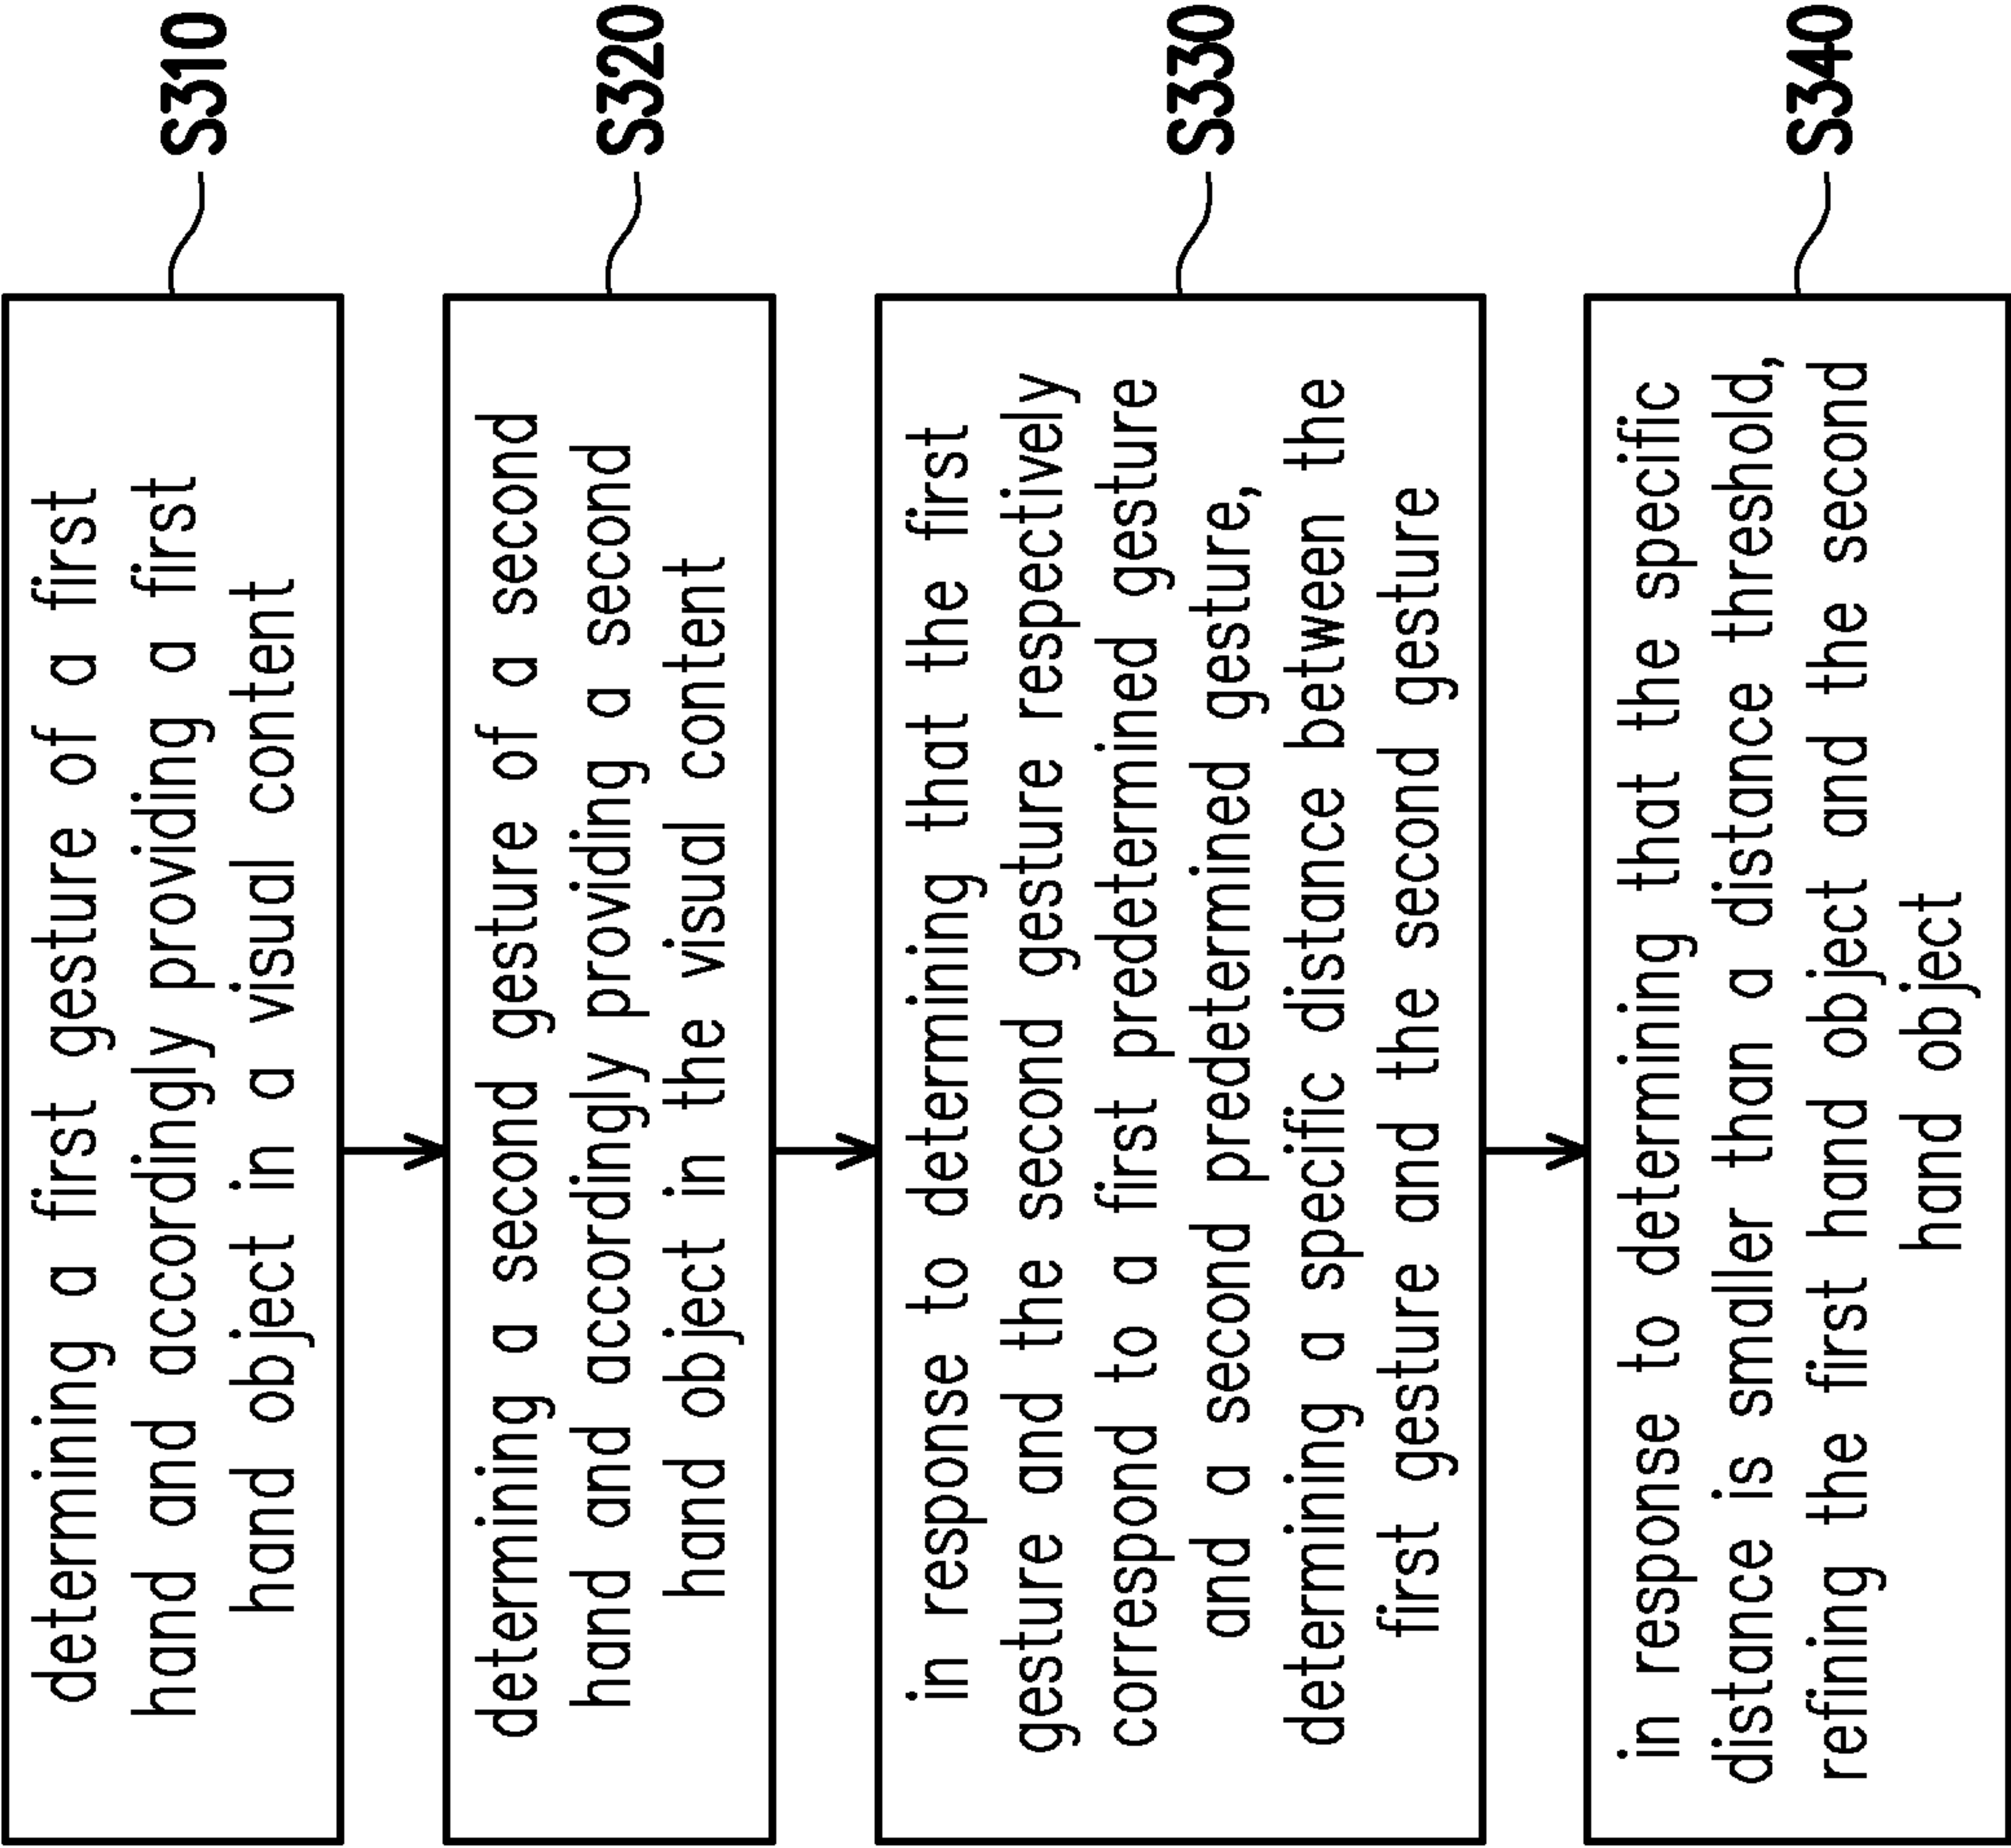 determining a first gesture of a first
hand and accordingly providing a first
hand object in a visual content
S310
determining a second gesture of a second
hand and accordingly providing a second
hand object in the visual content
S320
in response to determining that the first
gesture and the second gesture respectively
correspond to a first predetermined gesture
and a second predetermined gesture,
determining a specific distance between the
first gesture and the second gesture
S330
in response to determining that the specific
distance is smaller than a distance threshold,
refining the first hand object and the second
hand object
S340